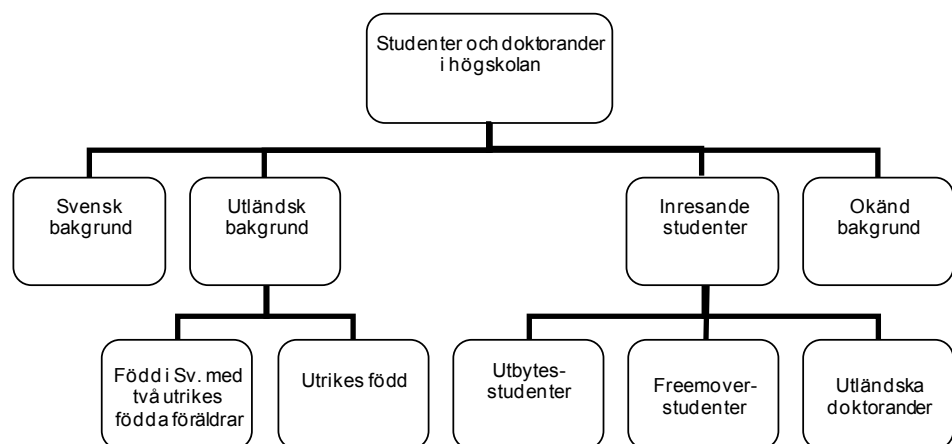 Studenter och doktorander
i högskolan
Svensk
bakgrund
Utländsk
bakgrund
Inresande
studenter
Okänd
bakgrund
Född i Sv. med
två utrikes
födda föräldrar
Utrikes född
Utbytes-
studenter
Freemover-
studenter
Utländska
doktorander